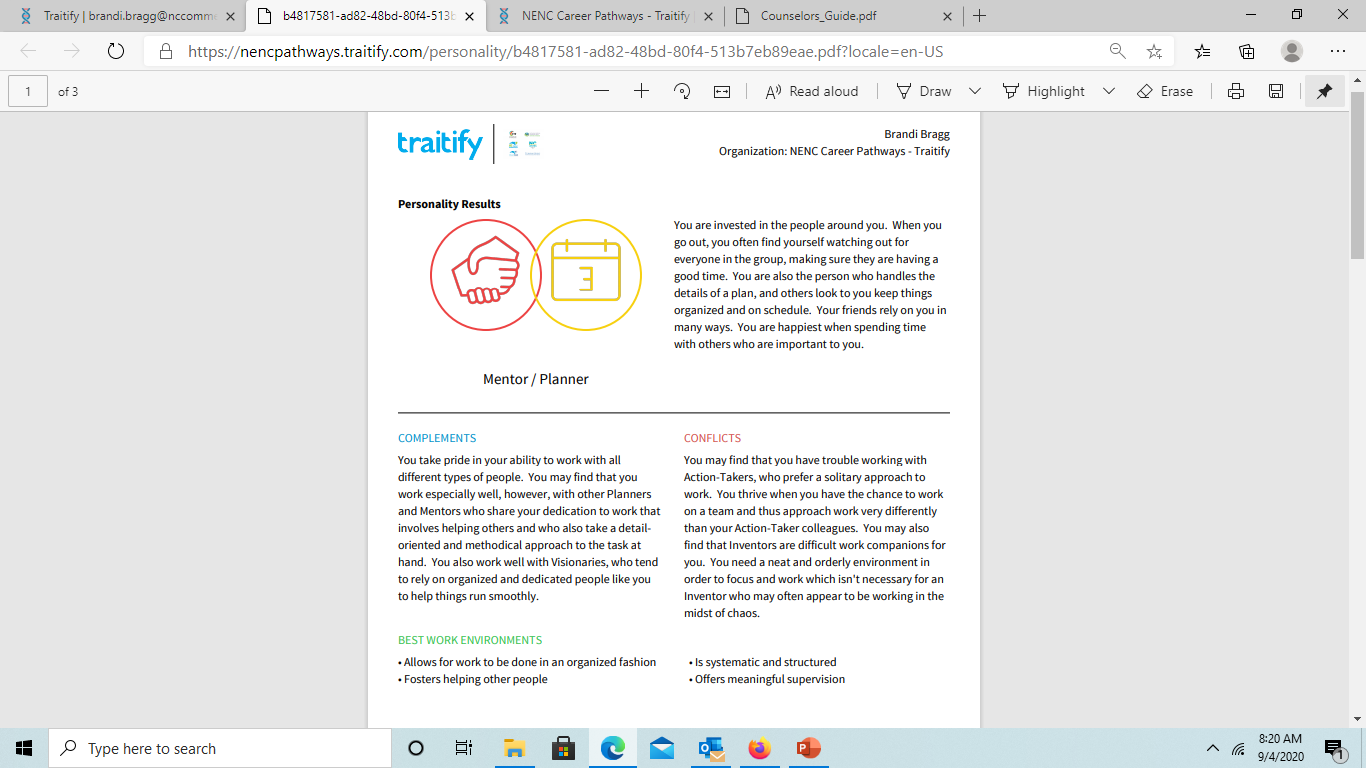 Traitify | brandi.bragg@nccomme
b4817581-ad82-48bd-80f4-513b
NENC Career Pathways - Traitify
Counselors_Guide.pdf
https://nencpathways.traitify.com/personality/b4817581-ad82-48bd-80f4-513b7eb89eae.pdf?locale=en-US
1 of 3
Read aloud
Draw
Highlight
Erase
traitify
Brandi Bragg
Organization: NENC Career Pathways - Traitify
Personality Results
3
You are invested in the people around you. When you
go out, you often find yourself watching out for
everyone in the group, making sure they are having a
good time. You are also the person who handles the
details of a plan, and others look to you keep things
organized and on schedule. Your friends rely on you in
many ways. You are happiest when spending time
with others who are important to you.
Mentor / Planner
COMPLEMENTS
You take pride in your ability to work with all
different types of people. You may find that you
work especially well, however, with other Planners
and Mentors who share your dedication to work that
involves helping others and who also take a detail-
oriented and methodical approach to the task at
hand. You also work well with Visionaries, who tend
to rely on organized and dedicated people like you
to help things run smoothly.
CONFLICTS
You may find that you have trouble working with
Action-Takers, who prefer a solitary approach to
work. You thrive when you have the chance to work
on a team and thus approach work very differently
than your Action-Taker colleagues. You may also
find that Inventors are difficult work companions for
you. You need a neat and orderly environment in
order to focus and work which isn't necessary for an
Inventor who may often appear to be working in the
midst of chaos.
BEST WORK ENVIRONMENTS
• Allows for work to be done in an organized fashion
• Fosters helping other people
• Is systematic and structured
• Offers meaningful supervision
Type here to search
8:20 AM
9/4/2020
1